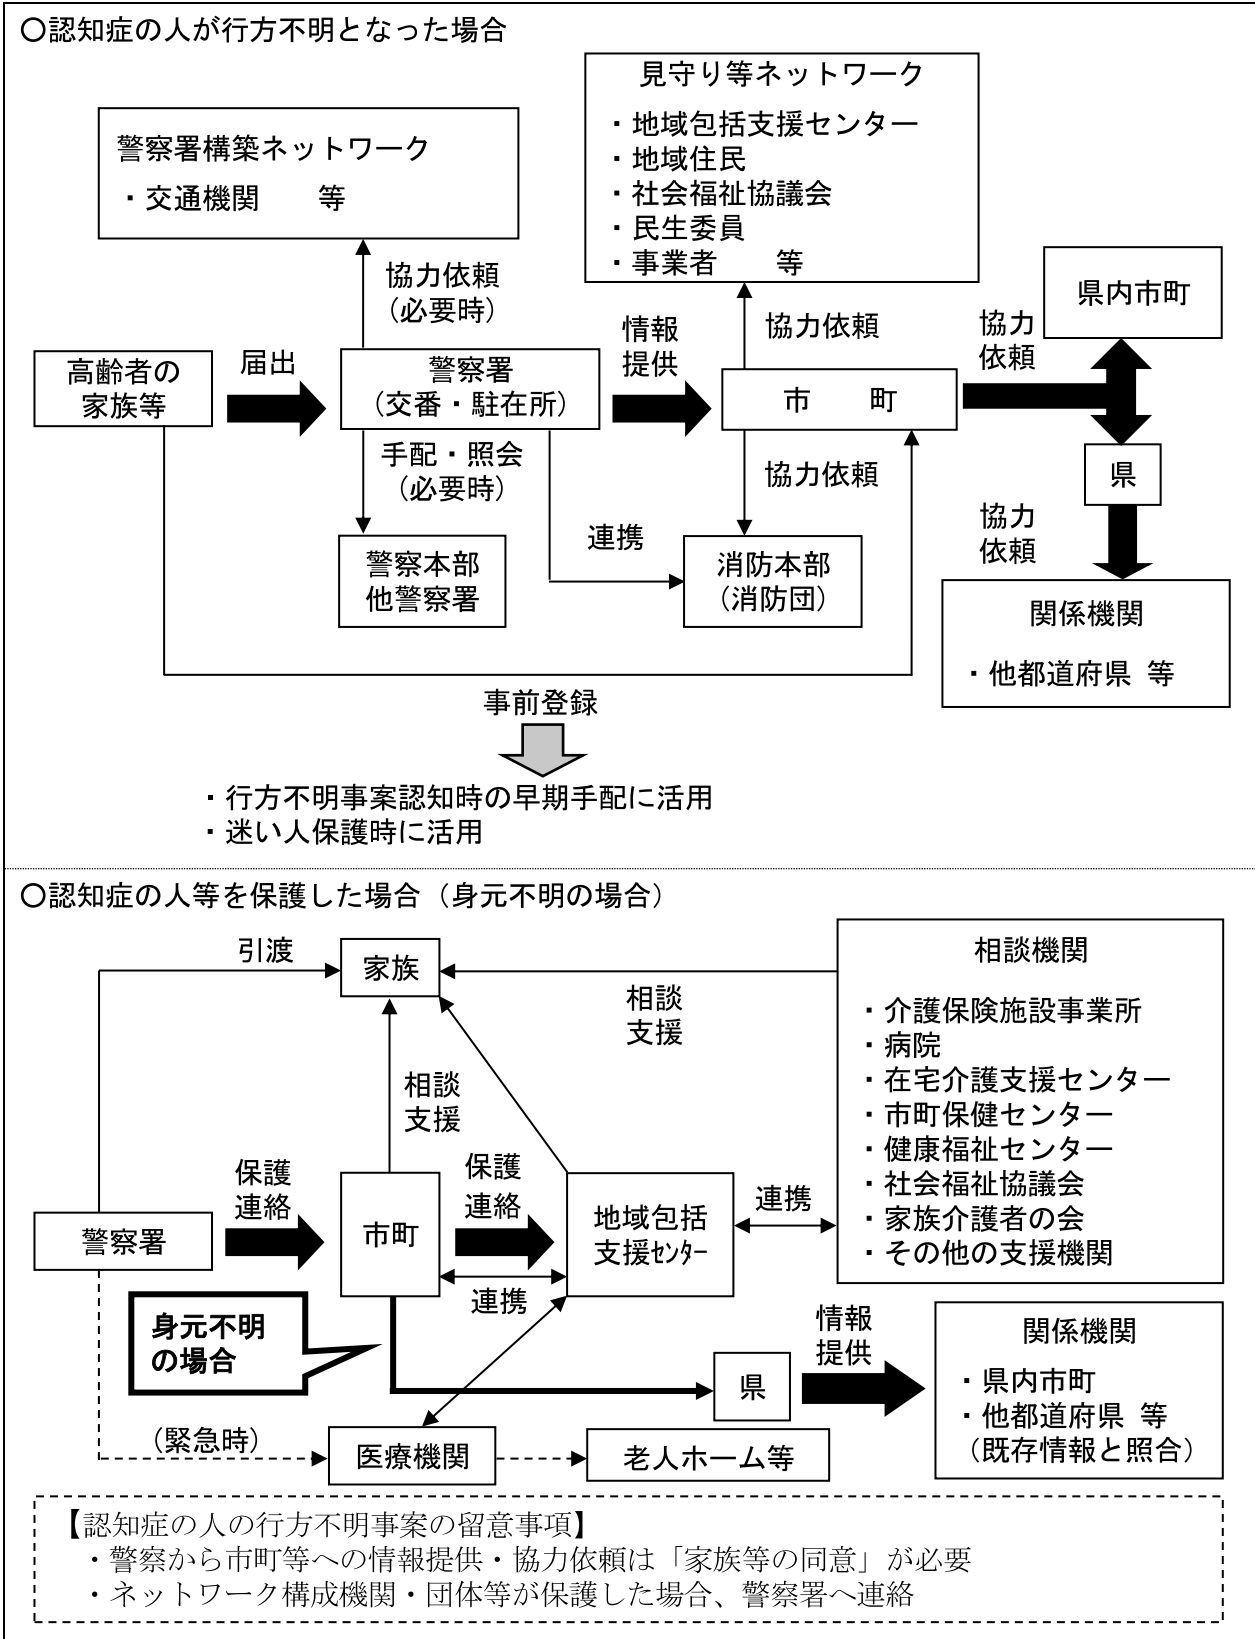 〇認知症の人が行方不明となった場合
見守り等ネットワーク
・地域包括支援センター
・地域住民
・社会福祉協議会
・民生委員
・事業者　　等
警察署構築ネットワーク
・交通機関　　等
協力依頼
（必要時）
情報
提供
協力依頼
協力
依頼
県内市町
高齢者の
家族等
届出
警察署
（交番・駐在所）
市　　町
手配・照会
（必要時）
協力依頼
県
連携
協力
依頼
警察本部
他警察署
消防本部
（消防団）
関係機関
・他都道府県 等
事前登録
・行方不明事案認知時の早期手配に活用
・迷い人保護時に活用
〇認知症の人等を保護した場合（身元不明の場合）
引渡
家族
相談
支援
相談機関
・介護保険施設事業所
・病院
・在宅介護支援センター
・市町保健センター
・健康福祉センター
・社会福祉協議会
・家族介護者の会
・その他の支援機関
相談
支援
保護
連絡
保護
連絡
警察署
市町
地域包括
支援ｾﾝﾀｰ
連携
連携
身元不明
の場合
県
情報
提供
関係機関
・県内市町
・他都道府県 等
（既存情報と照合）
（緊急時）
医療機関
老人ホーム等
【認知症の人の行方不明事案の留意事項】
・警察から市町等への情報提供・協力依頼は「家族等の同意」が必要
・ネットワーク構成機関・団体等が保護した場合、警察署へ連絡